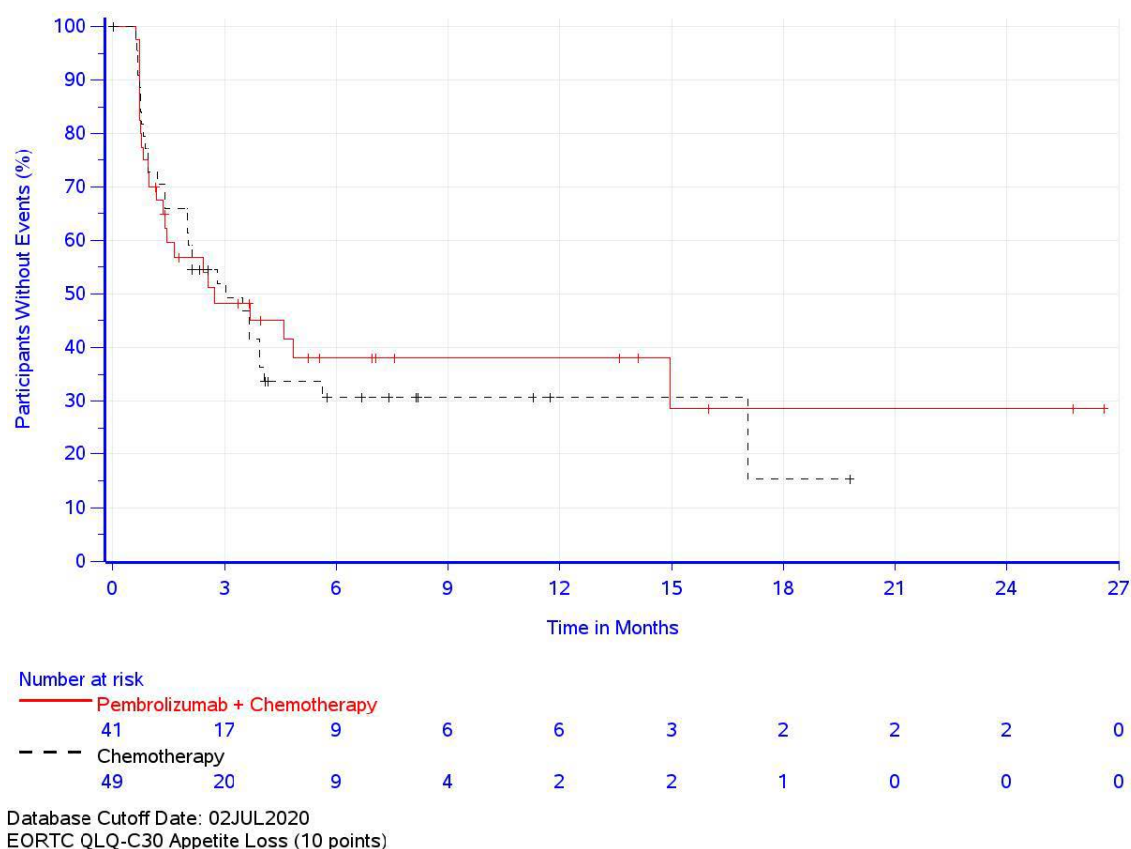 100
90
80
70
60
50
40
30
20
10
0
Participants Without Events (%)
0 3 6 9 12 15 18 21 24 27
Time in Months
Number at risk
Pembrolizumab + Chemotherapy
41 17 9 6 6 3 2 2 2 0
Chemotherapy
49 20 9 4 2 2 1 0 0 0
Database Cutoff Date: 02JUL2020
EORTC QLQ-C30 Appetite Loss (10 points)